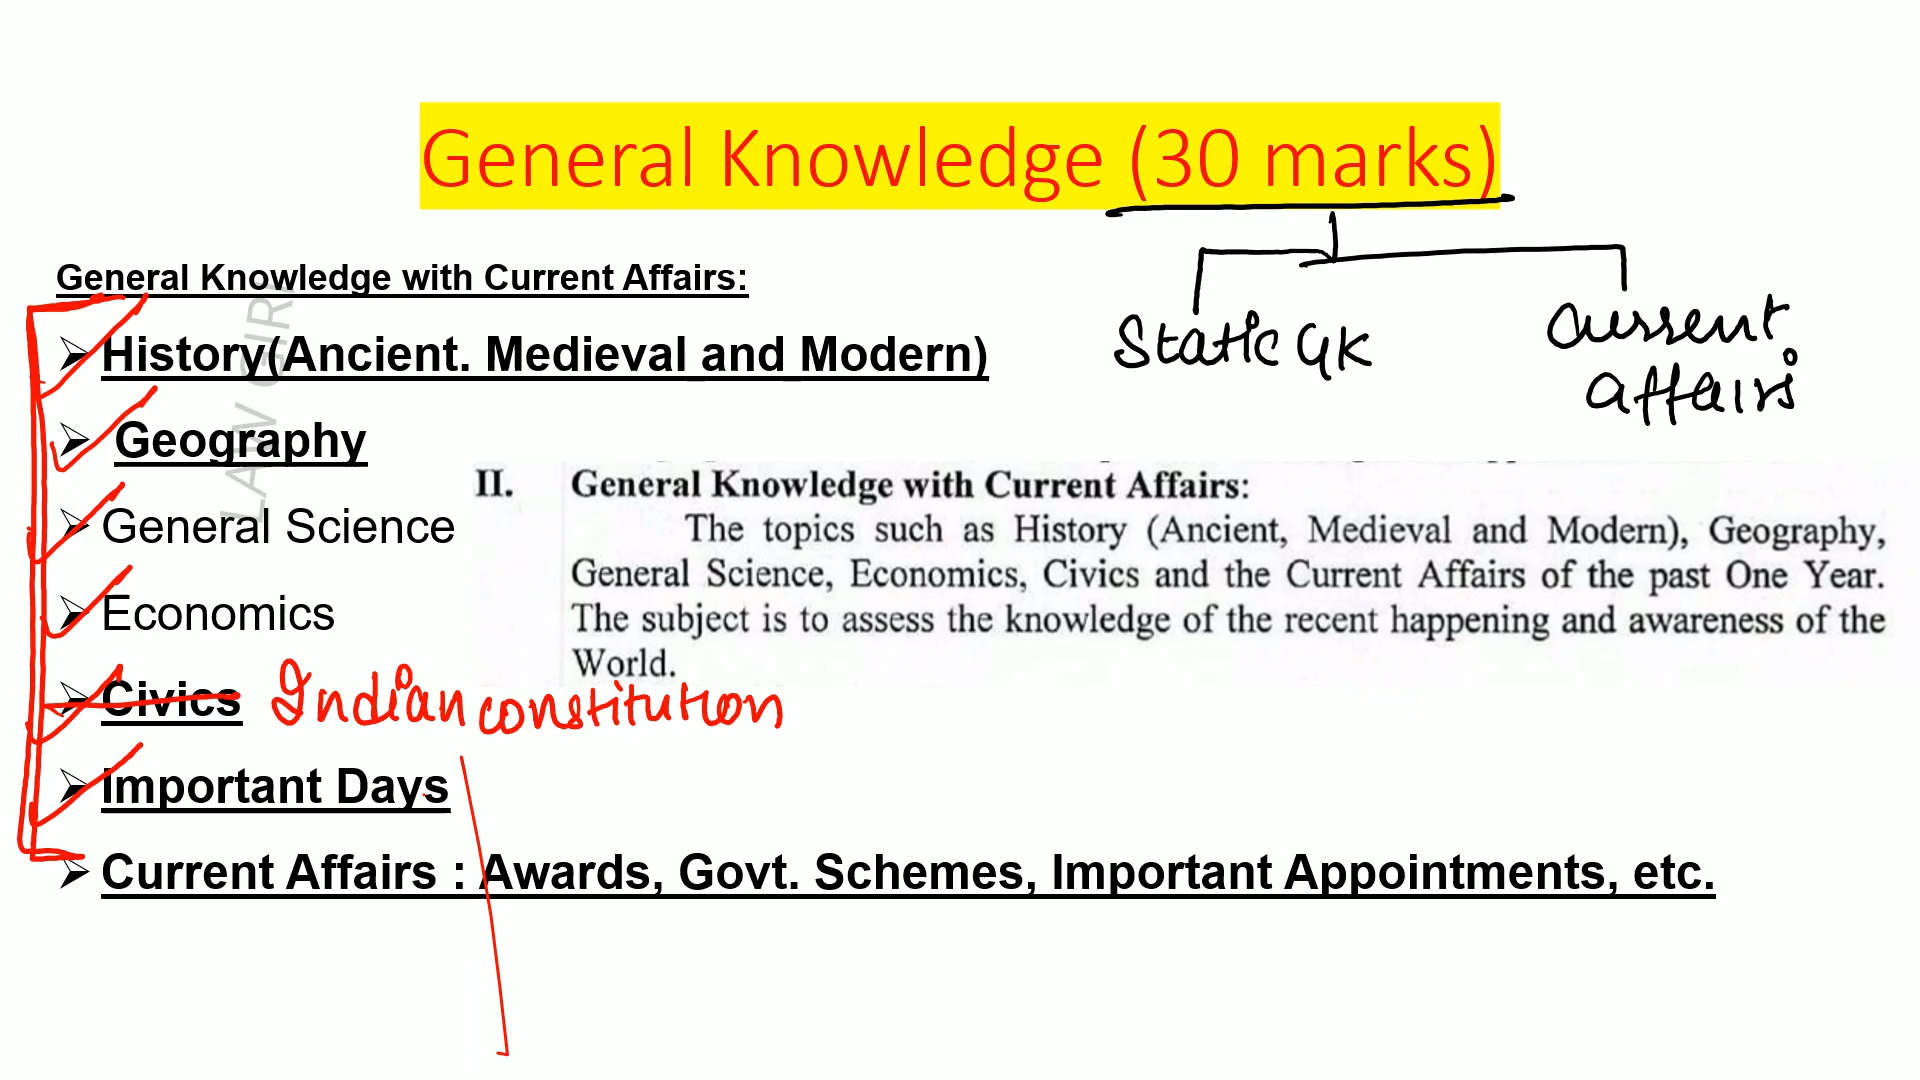 General Knowledge (30 marks)
General Knowledge with Current Affairs:
History(Ancient. Medieval and Modern)
Geography
General Science
Economics
Civics Indian constitution
Important Days
Current Affairs : Awards, Govt. Schemes, Important Appointments, etc.
Static GK
Current
affairs
II. General Knowledge with Current Affairs:
The topics such as History (Ancient, Medieval and Modern), Geography,
General Science, Economics, Civics and the Current Affairs of the past One Year.
The subject is to assess the knowledge of the recent happening and awareness of the
World.
LAW GIRI